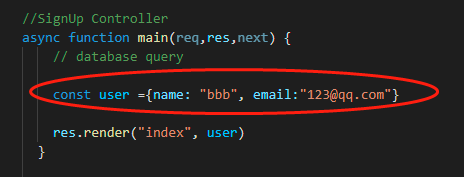 //SignUp Controller
async function main(req,res,next) {
// database query
const user ={name: "bbb", email:"123@qq.com"}
res.render("index", user)
}